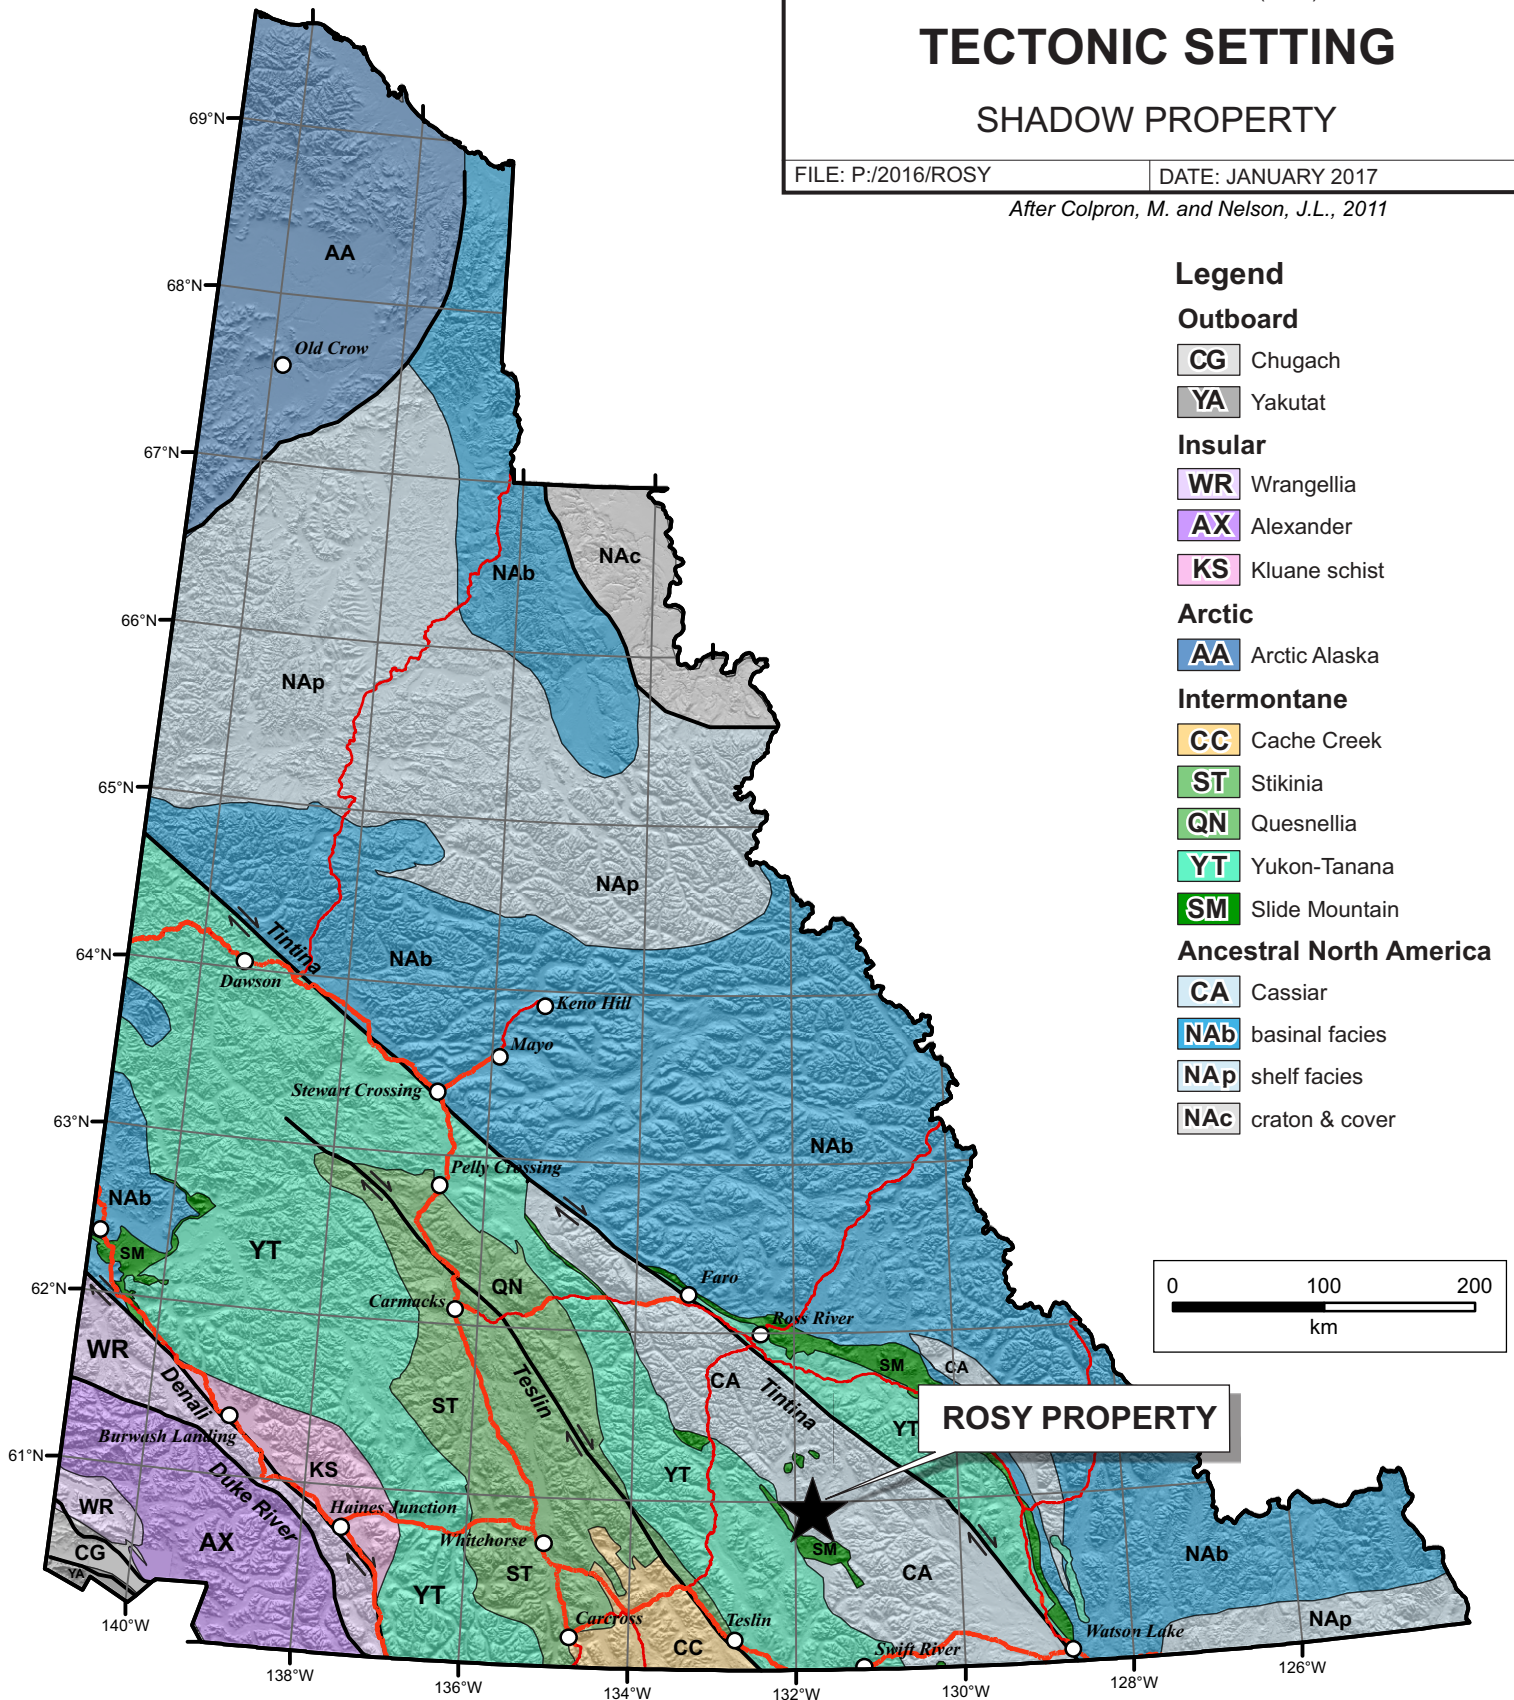 TECTONIC SETTING
SHADOW PROPERTY
FILE: P:/2016/ROSY
DATE: JANUARY 2017
After Colpron, M. and Nelson, J.L., 2011
Legend
Outboard
CG Chugach
YA Yakutat
Insular
WR Wrangellia
AX Alexander
KS Kluane schist
Arctic
AA Arctic Alaska
Intermontane
CC Cache Creek
ST Stikinia
QN Quesnellia
YT Yukon-Tanana
SM Slide Mountain
Ancestral North America
CA Cassiar
NAb basinal facies
NAp shelf facies
NAc craton & cover
0 100 200
km
69°N
68°N
67°N
66°N
65°N
64°N
63°N
62°N
61°N
140°W
138°W
136°W
134°W
132°W
130°W
128°W
126°W
AA
Old Crow
NAc
NAb
NAp
NAp
NAb
Tintina
Dawson
Keno Hill
Mayo
Stewart Crossing
NAb
Pelly Crossing
NAb
YT
SM
QN
Faro
Carmacks
Ross River
WR
SM
CA
Denali
Teslin
CA
Tintina
ST
YT
ROSY PROPERTY
Burwash Landing
KS
YT
Duke River
WR
Haines Junction
AX
Whitehorse
CG
YA
SM
NAb
ST
CA
YT
Carcross
Teslin
NAp
CC
Swift River
Watson Lake